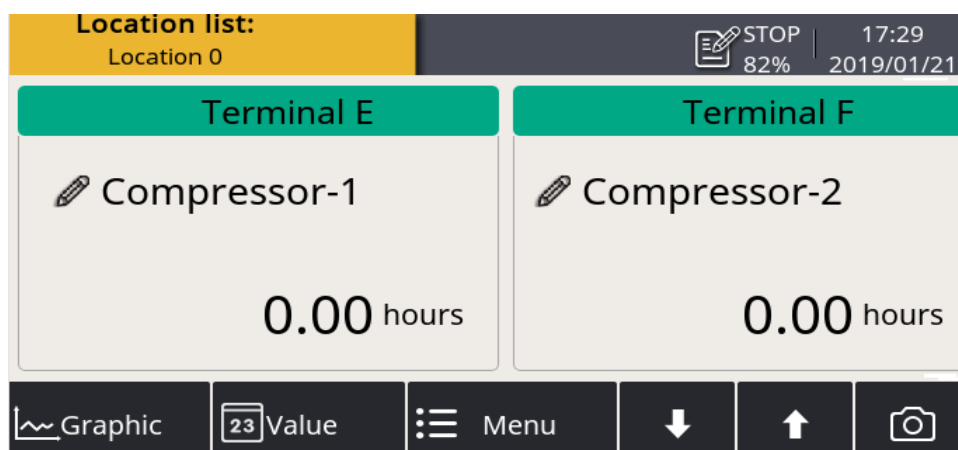 Location list:
Location 0
STOP
82%
17:29
2019/01/21
Terminal E
Compressor-1
0.00 hours
Terminal F
Compressor-2
0.00 hours
Graphic
23 Value
Menu